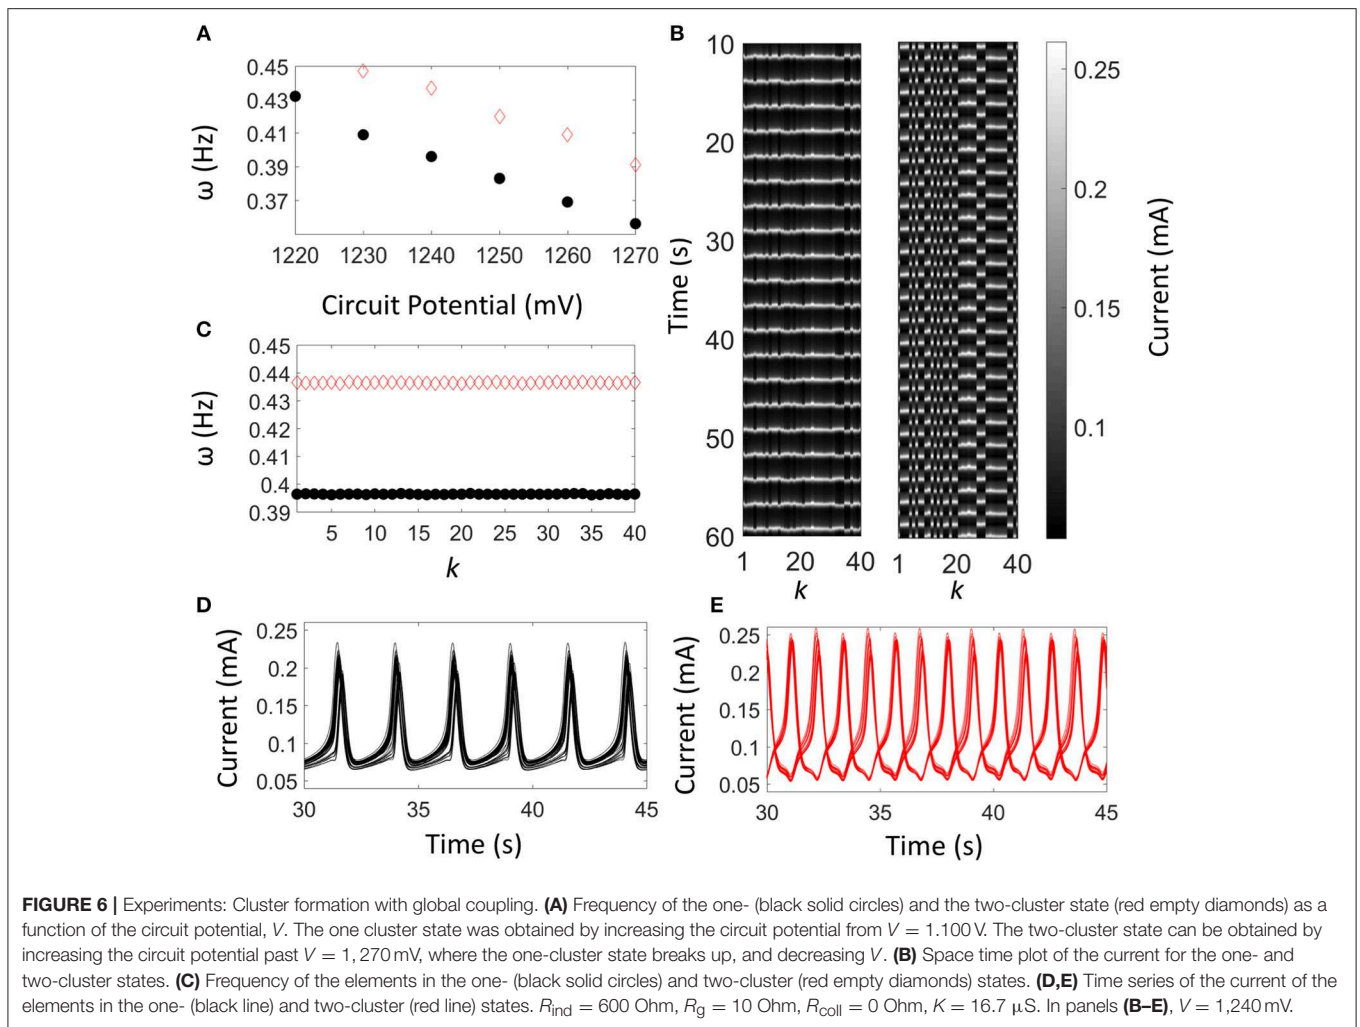 A
0.45
0.43
0.41
0.39
0.37
ω (Hz)
1220 1230 1240 1250 1260 1270
Circuit Potential (mV)
B
10
20
30
40
50
60
Time (s)
1 20 40
k
1 20 40
k
0.25
0.2
0.15
0.1
Current (mA)
C
0.45
0.44
0.43
0.42
0.41
0.4
0.39
ω (Hz)
5 10 15 20 25 30 35 40
k
D
0.25
0.2
0.15
0.1
0.05
Current (mA)
30 35 40 45
Time (s)
E
0.25
0.2
0.15
0.1
0.05
Current (mA)
30 35 40 45
Time (s)
FIGURE 6 | Experiments: Cluster formation with global coupling. (A) Frequency of the one- (black solid circles) and the two-cluster state (red empty diamonds) as a
function of the circuit potential, V. The one cluster state was obtained by increasing the circuit potential from V = 1.100 V. The two-cluster state can be obtained by
increasing the circuit potential past V = 1, 270 mV, where the one-cluster state breaks up, and decreasing V. (B) Space time plot of the current for the one- and
two-cluster states. (C) Frequency of the elements in the one- (black solid circles) and two-cluster (red empty diamonds) states. (D,E) Time series of the current of the
elements in the one- (black line) and two-cluster (red line) states. Rind = 600 Ohm, Rg = 10 Ohm, Rcoll = 0 Ohm, K = 16.7 μS. In panels (B–E), V = 1,240 mV.